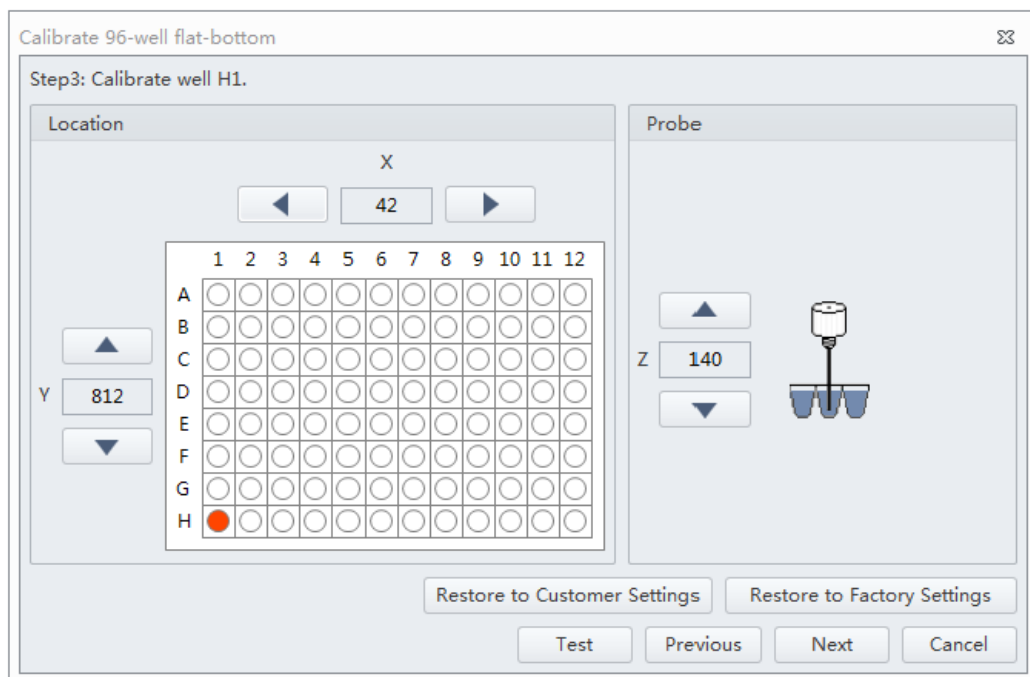 Calibrate 96-well flat-bottom
Step3: Calibrate well H1.
Location
X
42
1 2 3 4 5 6 7 8 9 10 11 12
A
B
C
D
E
F
G
H
Y 812
Probe
Z 140
Restore to Customer Settings
Restore to Factory Settings
Test
Previous
Next
Cancel